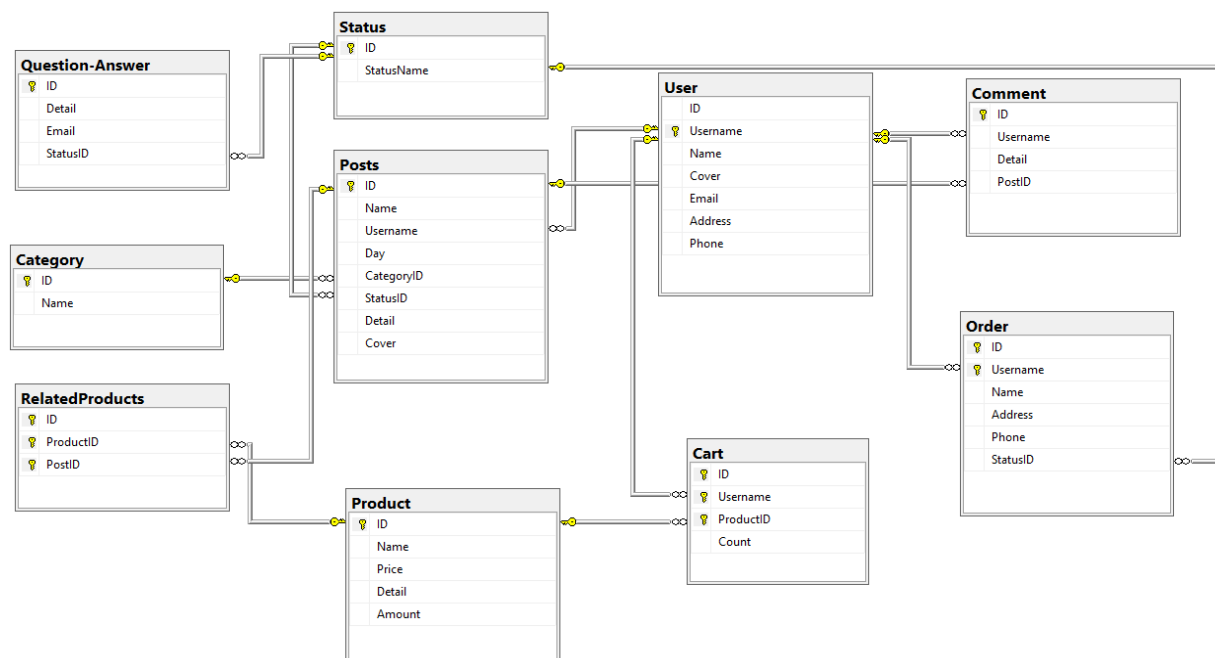 Status
ID
StatusName
Question-Answer
ID
Detail
Email
StatusID
User
ID
Username
Name
Cover
Email
Address
Phone
Comment
ID
Username
Detail
PostID
Posts
ID
Name
Username
Day
CategoryID
StatusID
Detail
Cover
Category
ID
Name
Order
ID
Username
Name
Address
Phone
StatusID
RelatedProducts
ID
ProductID
PostID
Cart
ID
Username
ProductID
Count
Product
ID
Name
Price
Detail
Amount